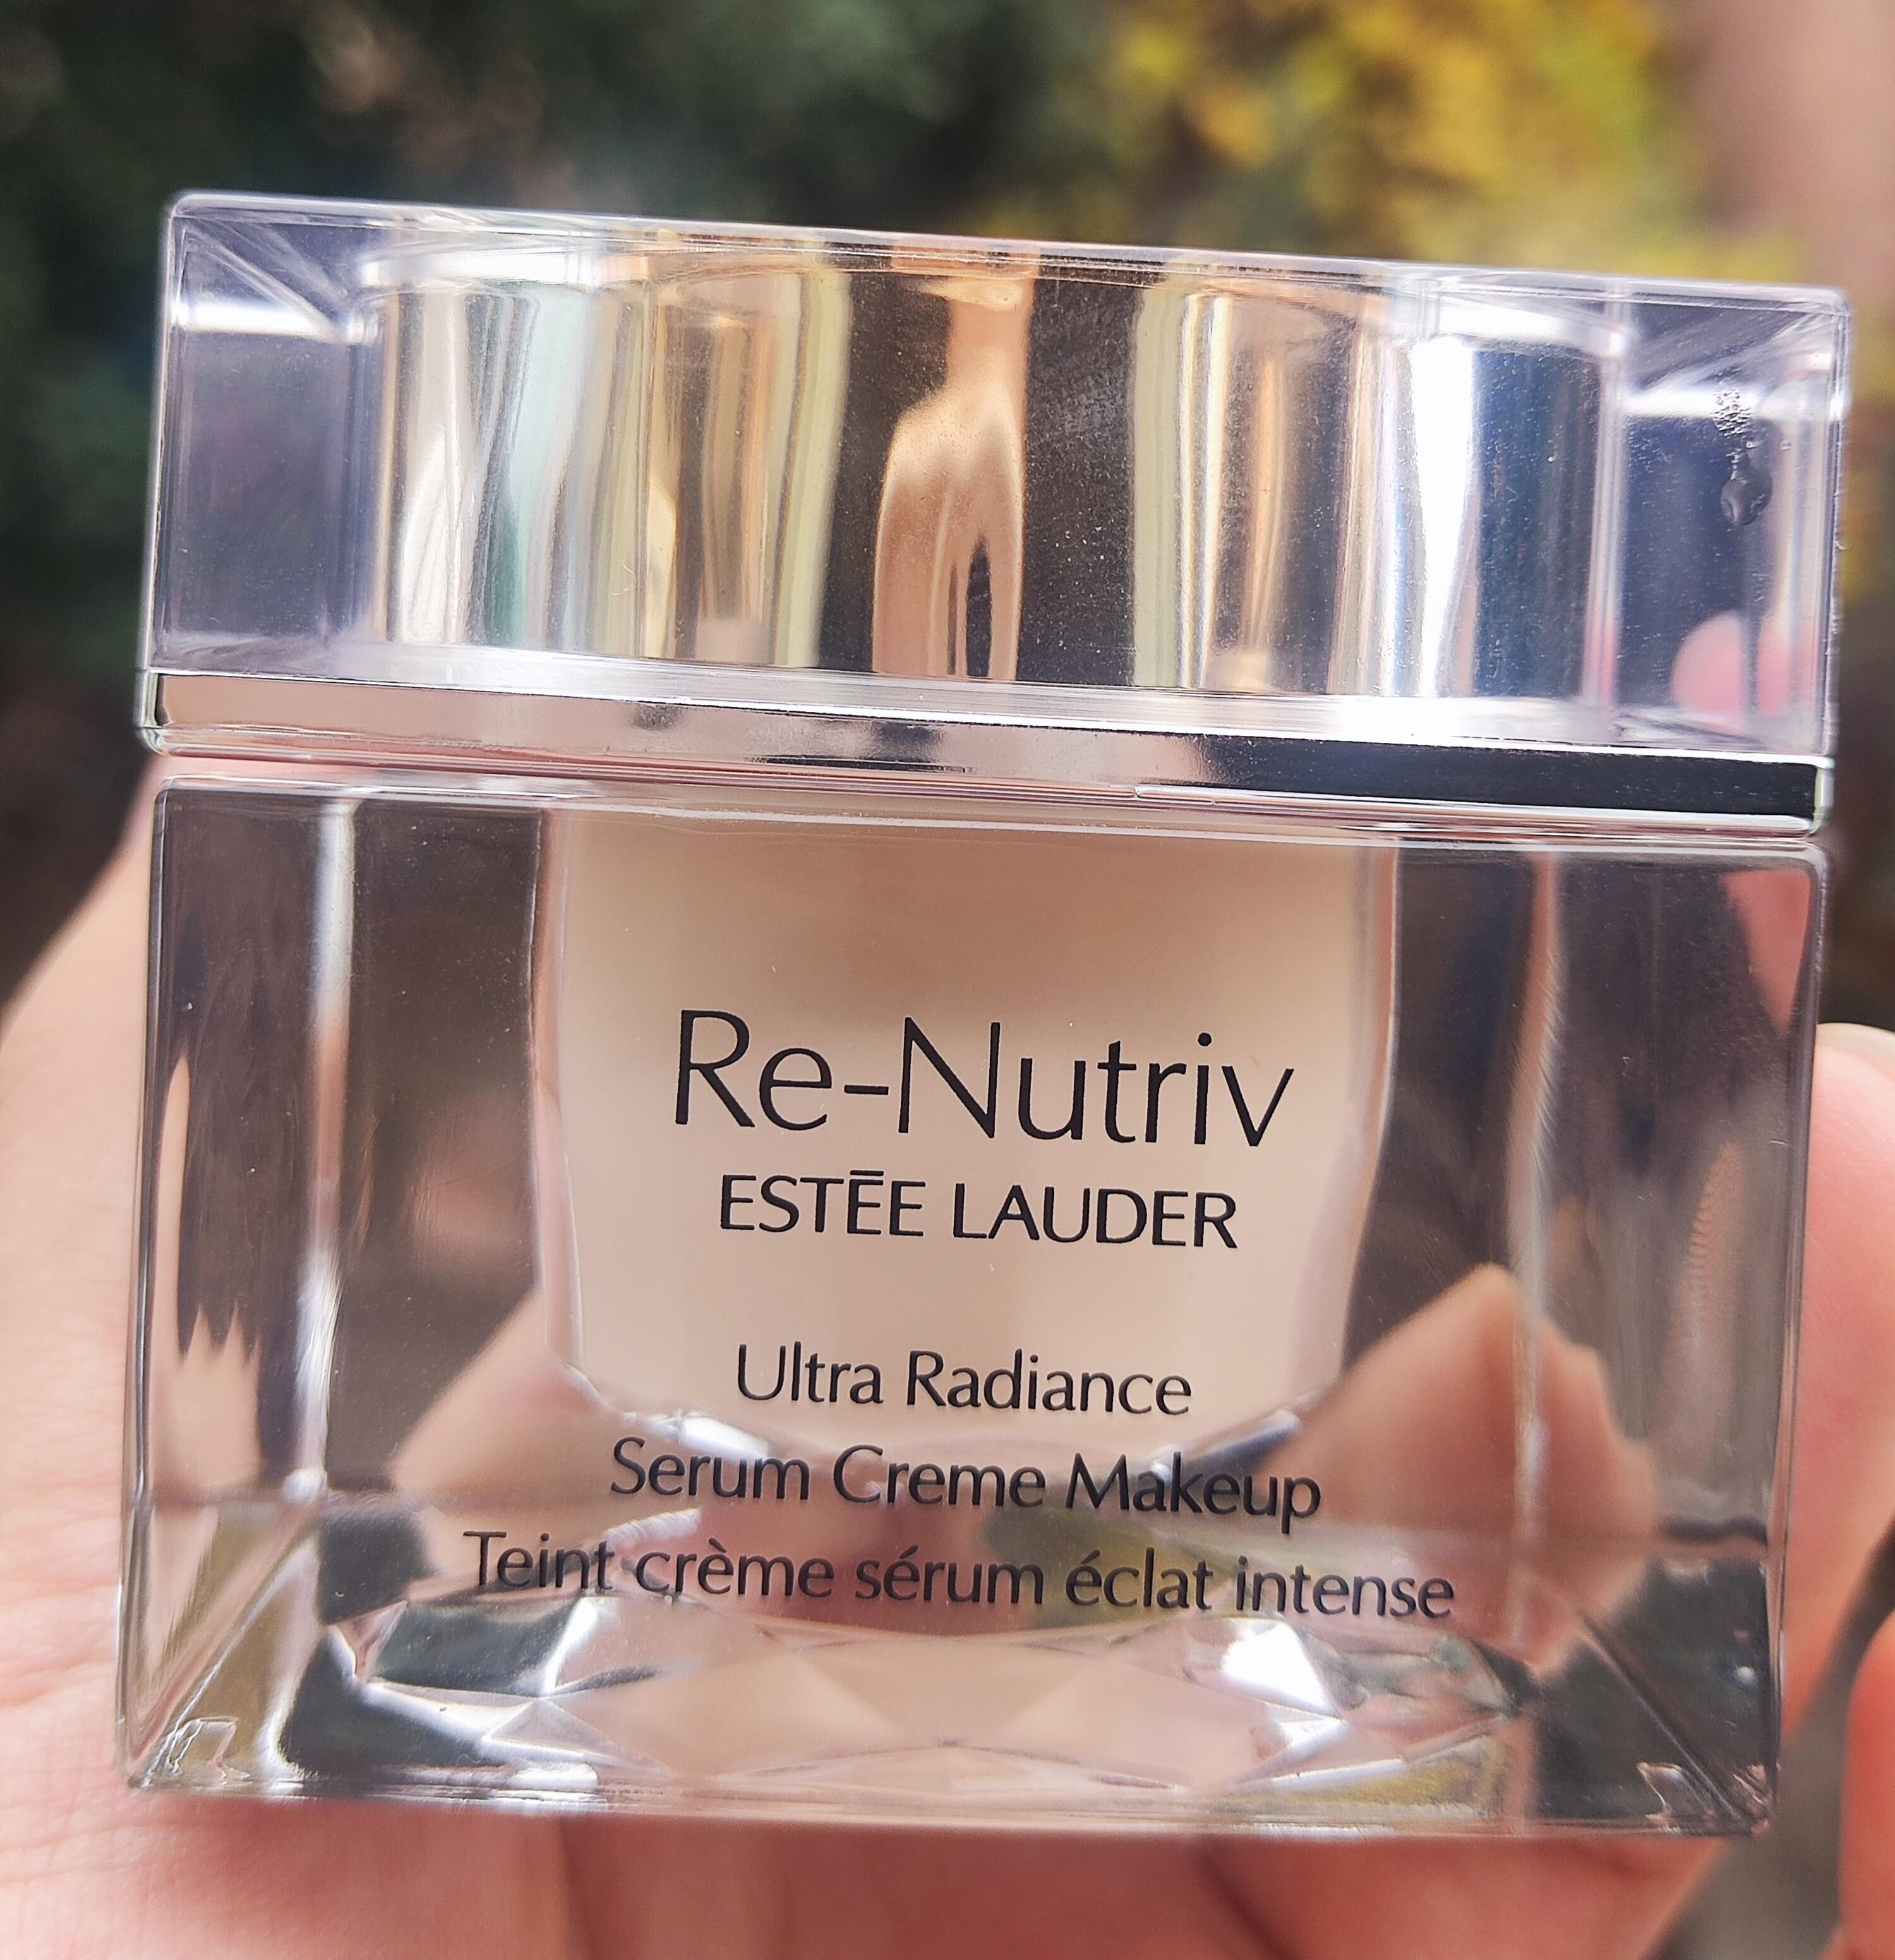 Re-Nutriv
ESTĒE LAUDER
Ultra Radiance
Serum Creme Makeup
Teint crème sérum éclat intense